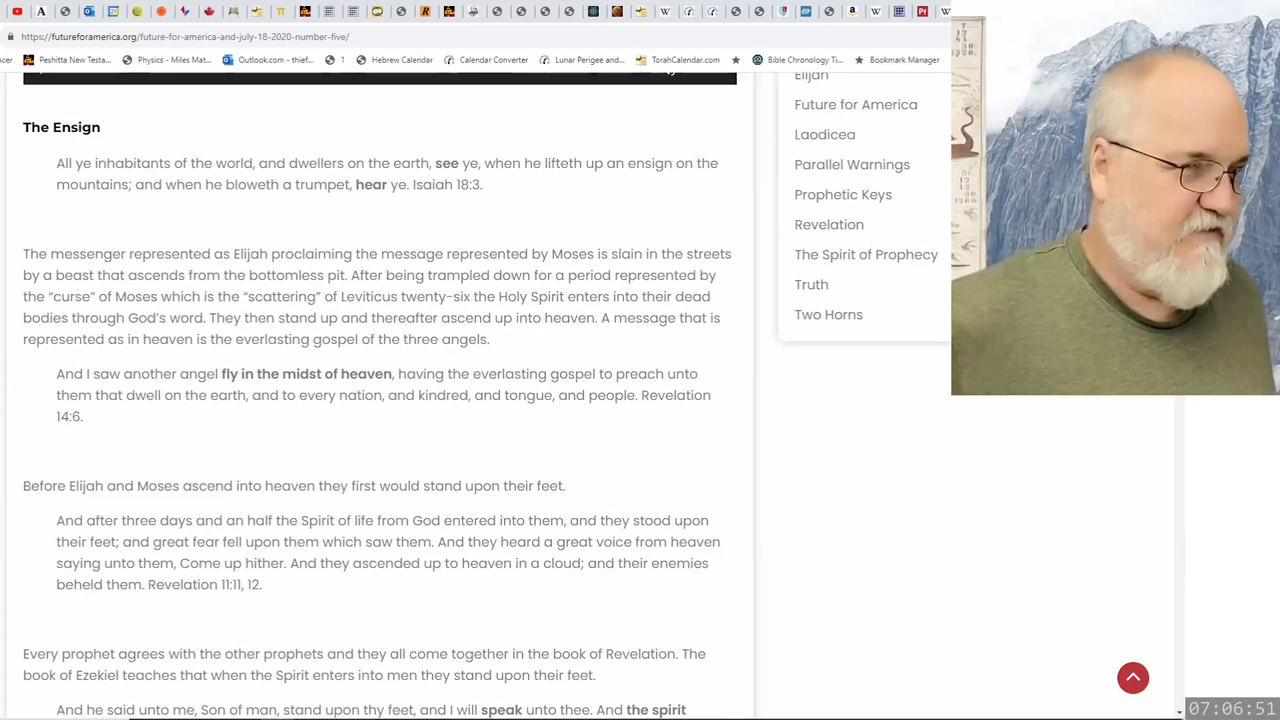 https://futureforamerica.org/future-for-america-and-july-18-2020-number-five/
Acer
Peshitta New Testa...
Physics - Miles Mat...
Outlook.com - thief...
1
Hebrew Calendar
Calendar Converter
Lunar Perigee and...
TorahCalendar.com
Bible Chronology Ti...
Bookmark Manager
The Ensign
All ye inhabitants of the world, and dwellers on the earth, see ye, when he lifteth up an ensign on the
mountains; and when he bloweth a trumpet, hear ye. Isaiah 18:3.
The messenger represented as Elijah proclaiming the message represented by Moses is slain in the streets
by a beast that ascends from the bottomless pit. After being trampled down for a period represented by
the “curse” of Moses which is the “scattering” of Leviticus twenty-six the Holy Spirit enters into their dead
bodies through God’s word. They then stand up and thereafter ascend up into heaven. A message that is
represented as in heaven is the everlasting gospel of the three angels.
And I saw another angel fly in the midst of heaven, having the everlasting gospel to preach unto
them that dwell on the earth, and to every nation, and kindred, and tongue, and people. Revelation
14:6.
Before Elijah and Moses ascend into heaven they first would stand upon their feet.
And after three days and an half the Spirit of life from God entered into them, and they stood upon
their feet; and great fear fell upon them which saw them. And they heard a great voice from heaven
saying unto them, Come up hither. And they ascended up to heaven in a cloud; and their enemies
beheld them. Revelation 11:11, 12.
Every prophet agrees with the other prophets and they all come together in the book of Revelation. The
book of Ezekiel teaches that when the Spirit enters into men they stand upon their feet.
And he said unto me, Son of man, stand upon thy feet, and I will speak unto thee. And the spirit
Elijah
Future for America
Laodicea
Parallel Warnings
Prophetic Keys
Revelation
The Spirit of Prophecy
Truth
Two Horns
07:06:51